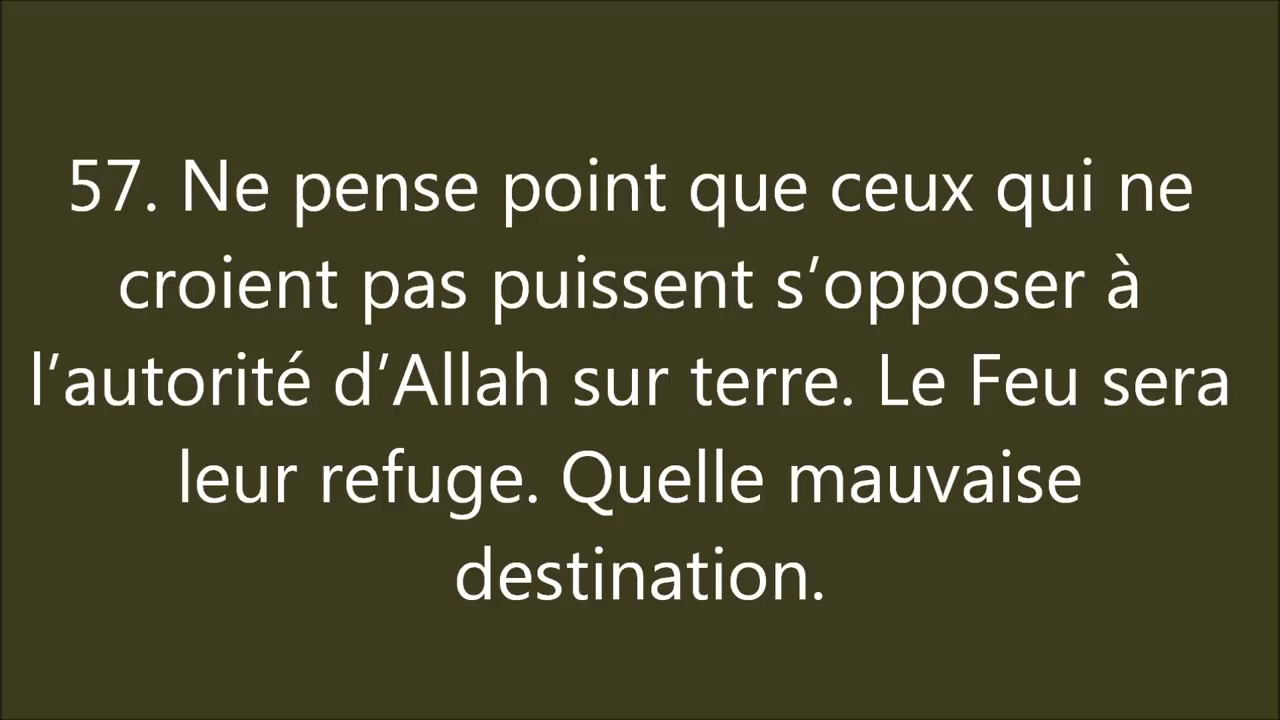 57. Ne pense point que ceux qui ne
croient pas puissent s’opposer à
l’autorité d’Allah sur terre. Le Feu sera
leur refuge. Quelle mauvaise
destination.